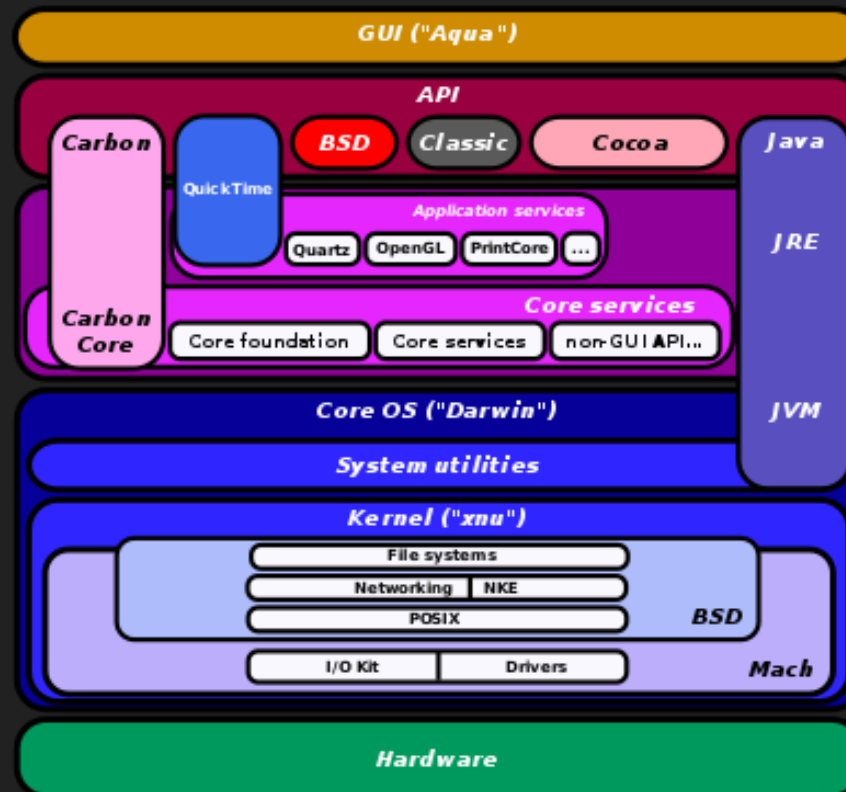 GUI ("Aqua")
API
Carbon
QuickTime
BSD
Classic
Cocoa
Java
Application services
JRE
Quartz
OpenGL
PrintCore
...
Core services
Carbon
Core
Core foundation
Core services
non-GUI API...
Core OS ("Darwin")
JVM
System utilities
Kernel ("xnu")
File systems
Networking
NKE
POSIX
BSD
I/O Kit
Drivers
Mach
Hardware